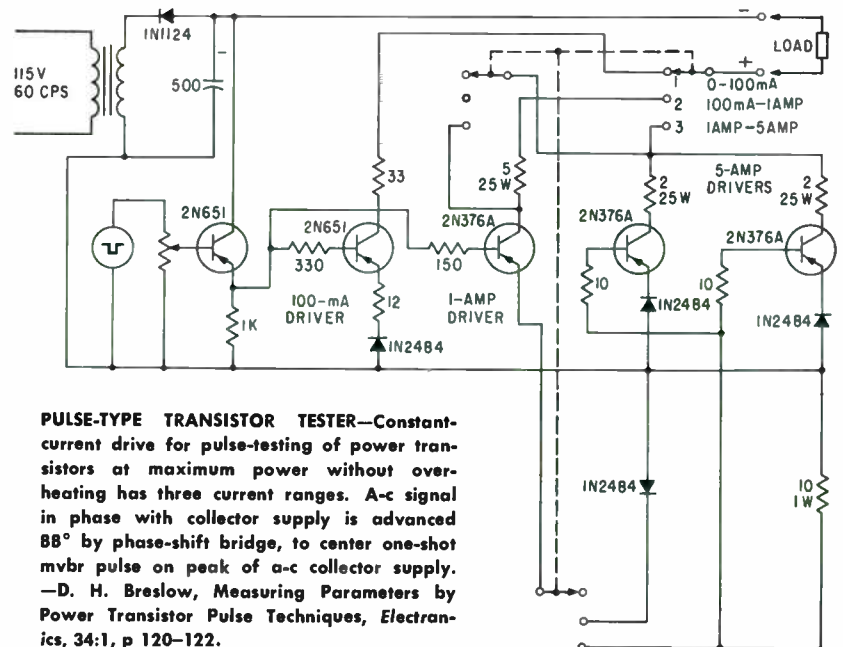 1N1124
115V
60 CPS
500
−
−
LOAD
+
1
0-100mA
2
100mA-1AMP
3
1AMP-5AMP
33
5
25W
5-AMP
DRIVERS
2
25W
2
25W
2N651
2N651
2N376A
2N376A
2N376A
330
150
10
10
1K
100-mA
DRIVER
12
1-AMP
DRIVER
1N2484
1N2484
1N2484
1N2484
10
1W
PULSE-TYPE TRANSISTOR TESTER—Constant-
current drive for pulse-testing of power tran-
sistors at maximum power without over-
heating has three current ranges. A-c signal
in phase with collector supply is advanced
88° by phase-shift bridge, to center one-shot
mvbr pulse on peak of a-c collector supply.
—D. H. Breslow, Measuring Parameters by
Power Transistor Pulse Techniques, Electran-
ics, 34:1, p 120–122.